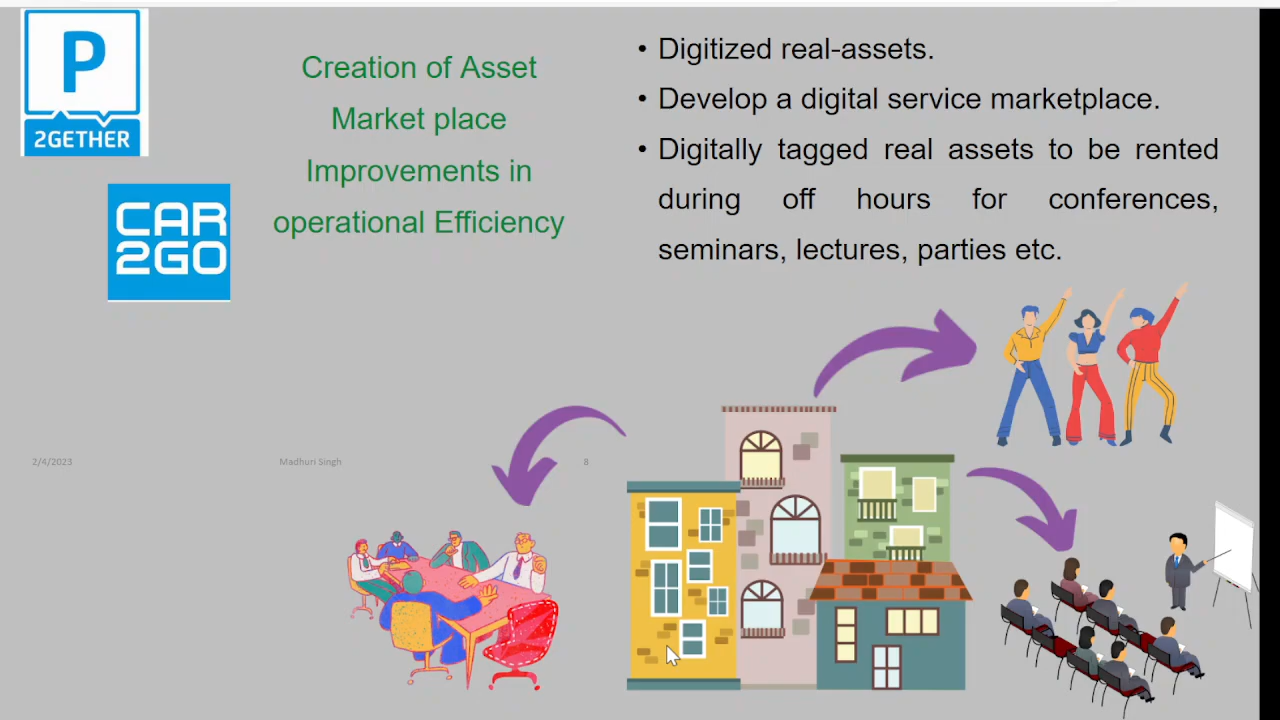 P
2GETHER
CAR
2GO
Creation of Asset
Market place
Improvements in
operational Efficiency
• Digitized real-assets.
• Develop a digital service marketplace.
• Digitally tagged real assets to be rented
during off hours for conferences,
seminars, lectures, parties etc.
2/4/2023
Madhuri Singh
8